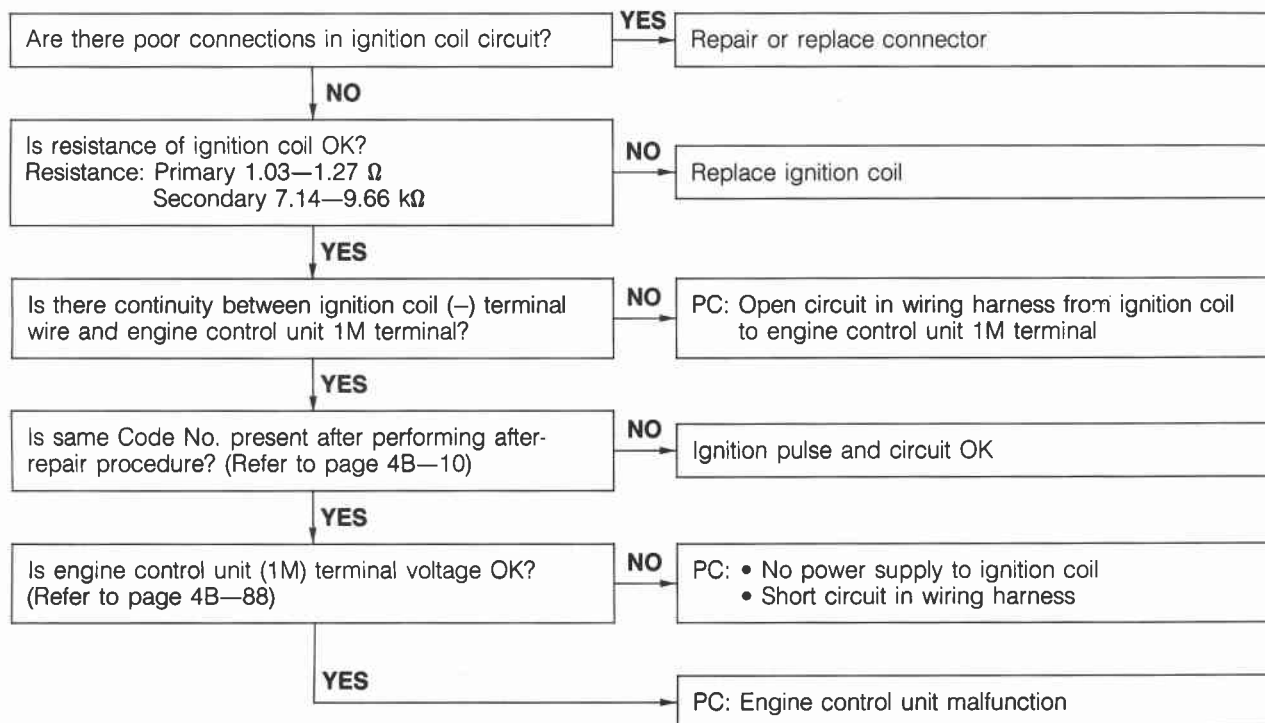 Are there poor connections in ignition coil circuit?
YES
Repair or replace connector
NO
Is resistance of ignition coil OK?
Resistance: Primary 1.03—1.27 Ω
Secondary 7.14—9.66 kΩ
NO
Replace ignition coil
YES
Is there continuity between ignition coil (–) terminal
wire and engine control unit 1M terminal?
NO
PC: Open circuit in wiring harness from ignition coil
to engine control unit 1M terminal
YES
Is same Code No. present after performing after-
repair procedure? (Refer to page 4B—10)
NO
Ignition pulse and circuit OK
YES
Is engine control unit (1M) terminal voltage OK?
(Refer to page 4B—88)
NO
PC: • No power supply to ignition coil
• Short circuit in wiring harness
YES
PC: Engine control unit malfunction